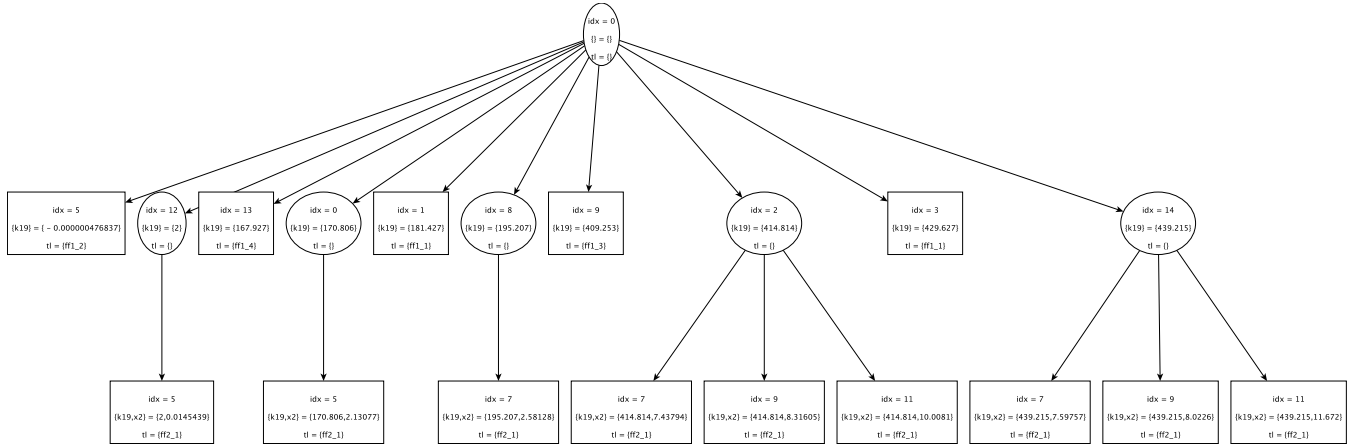 idx = 0
{} = {}
tl = {}
idx = 5
{k19} = { - 0.000000476837}
tl = {ff1_2}
idx = 12
{k19} = {2}
tl = {}
idx = 13
{k19} = {167.927}
tl = {ff1_4}
idx = 0
{k19} = {170.806}
tl = {}
idx = 1
{k19} = {181.427}
tl = {ff1_1}
idx = 8
{k19} = {195.207}
tl = {}
idx = 9
{k19} = {409.253}
tl = {ff1_3}
idx = 2
{k19} = {414.814}
tl = {}
idx = 3
{k19} = {429.627}
tl = {ff1_1}
idx = 14
{k19} = {439.215}
tl = {}
idx = 5
{k19,x2} = {2,0.0145439}
tl = {ff2_1}
idx = 5
{k19,x2} = {170.806,2.13077}
tl = {ff2_1}
idx = 7
{k19,x2} = {195.207,2.58128}
tl = {ff2_1}
idx = 7
{k19,x2} = {414.814,7.43794}
tl = {ff2_1}
idx = 9
{k19,x2} = {414.814,8.31605}
tl = {ff2_1}
idx = 11
{k19,x2} = {414.814,10.0081}
tl = {ff2_1}
idx = 7
{k19,x2} = {439.215,7.59757}
tl = {ff2_1}
idx = 9
{k19,x2} = {439.215,8.0226}
tl = {ff2_1}
idx = 11
{k19,x2} = {439.215,11.672}
tl = {ff2_1}